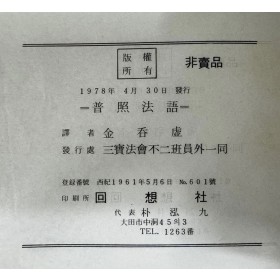 版權
所有
非賣品
1978年 4月 30日 發行
=普照法語=
譯者 金呑虛
發行處 三寶法會不二班員外一同
登録番號 西紀1961年5月6日 №601號
印刷所 回想社
代表 朴泓九
大田市中洞45의3
TEL. 1263番